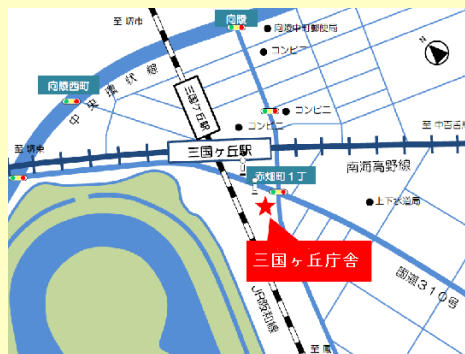 至 堺市
向陵
向陵中町郵便局
コンビニ
N
向陵西町
中央環状線
三国ヶ丘駅
コンビニ
コンビニ
至 堺東
三国ヶ丘駅
至 中百舌鳥
南海高野線
赤畑町1丁
上下水道局
三国ヶ丘庁舎
国道310号
JR阪和線
至 鳳